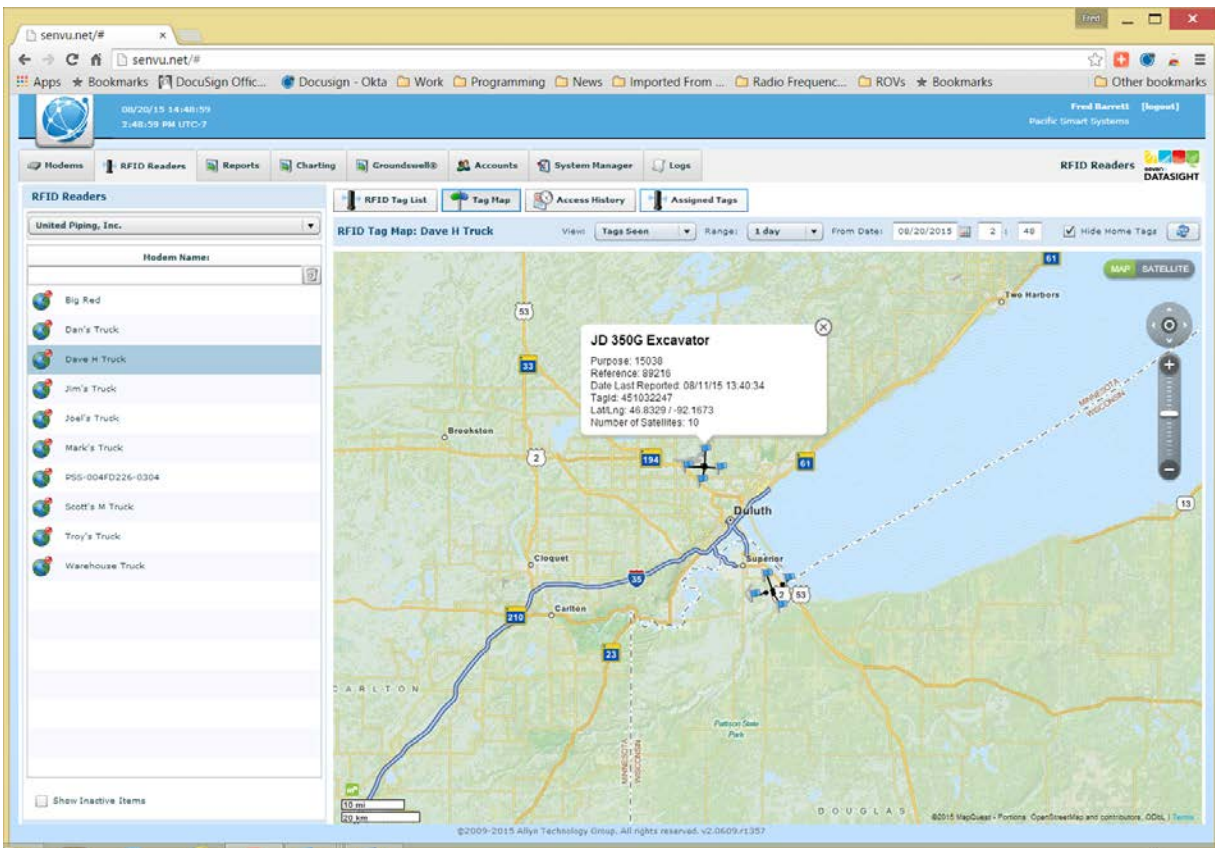 Fred
senvu.net/#
senvu.net/#
Apps Bookmarks DocuSign Offic... Docusign - Okta Work Programming News Imported From ... Radio Frequenc... ROVs Bookmarks Other bookmarks
08/20/15 14:48:59
2:48:59 PM UTC-7
Fred Barrett [logout]
Pacific Smart Systems
Modems RFID Readers Reports Charting Groundswell® Accounts System Manager Logs
RFID Readers
DATASIGHT
RFID Readers
RFID Tag List Tag Map Access History Assigned Tags
United Piping, Inc.
RFID Tag Map: Dave H Truck View: Tags Seen Range: 1 day From Date: 08/20/2015 2 : 48 Hide Home Tags
Modem Name:
Big Red
Dan's Truck
Dave H Truck
Jim's Truck
Joel's Truck
Mark's Truck
PSS-004FD226-0304
Scott's M Truck
Troy's Truck
Warehouse Truck
Show Inactive Items
61
MAP SATELLITE
Two Harbors
53
JD 350G Excavator
Purpose: 15038
Reference: 89216
Date Last Reported: 08/11/15 13:40:34
TagId: 451032247
Lat/Lng: 46.8329 / -92.1673
Number of Satellites: 10
33
MINNESOTA
WISCONSIN
Brookston
2
194
61
13
Duluth
Cloquet
Superior
35
2 53
Carlton
210
23
CARLTON
Pattison State
Park
MINNESOTA
WISCONSIN
10 mi
20 km
DOUGLAS
©2015 MapQuest - Portions OpenStreetMap and contributors, ODbL | Terms
©2009-2015 Allyn Technology Group. All rights reserved. v2.0609.r1357